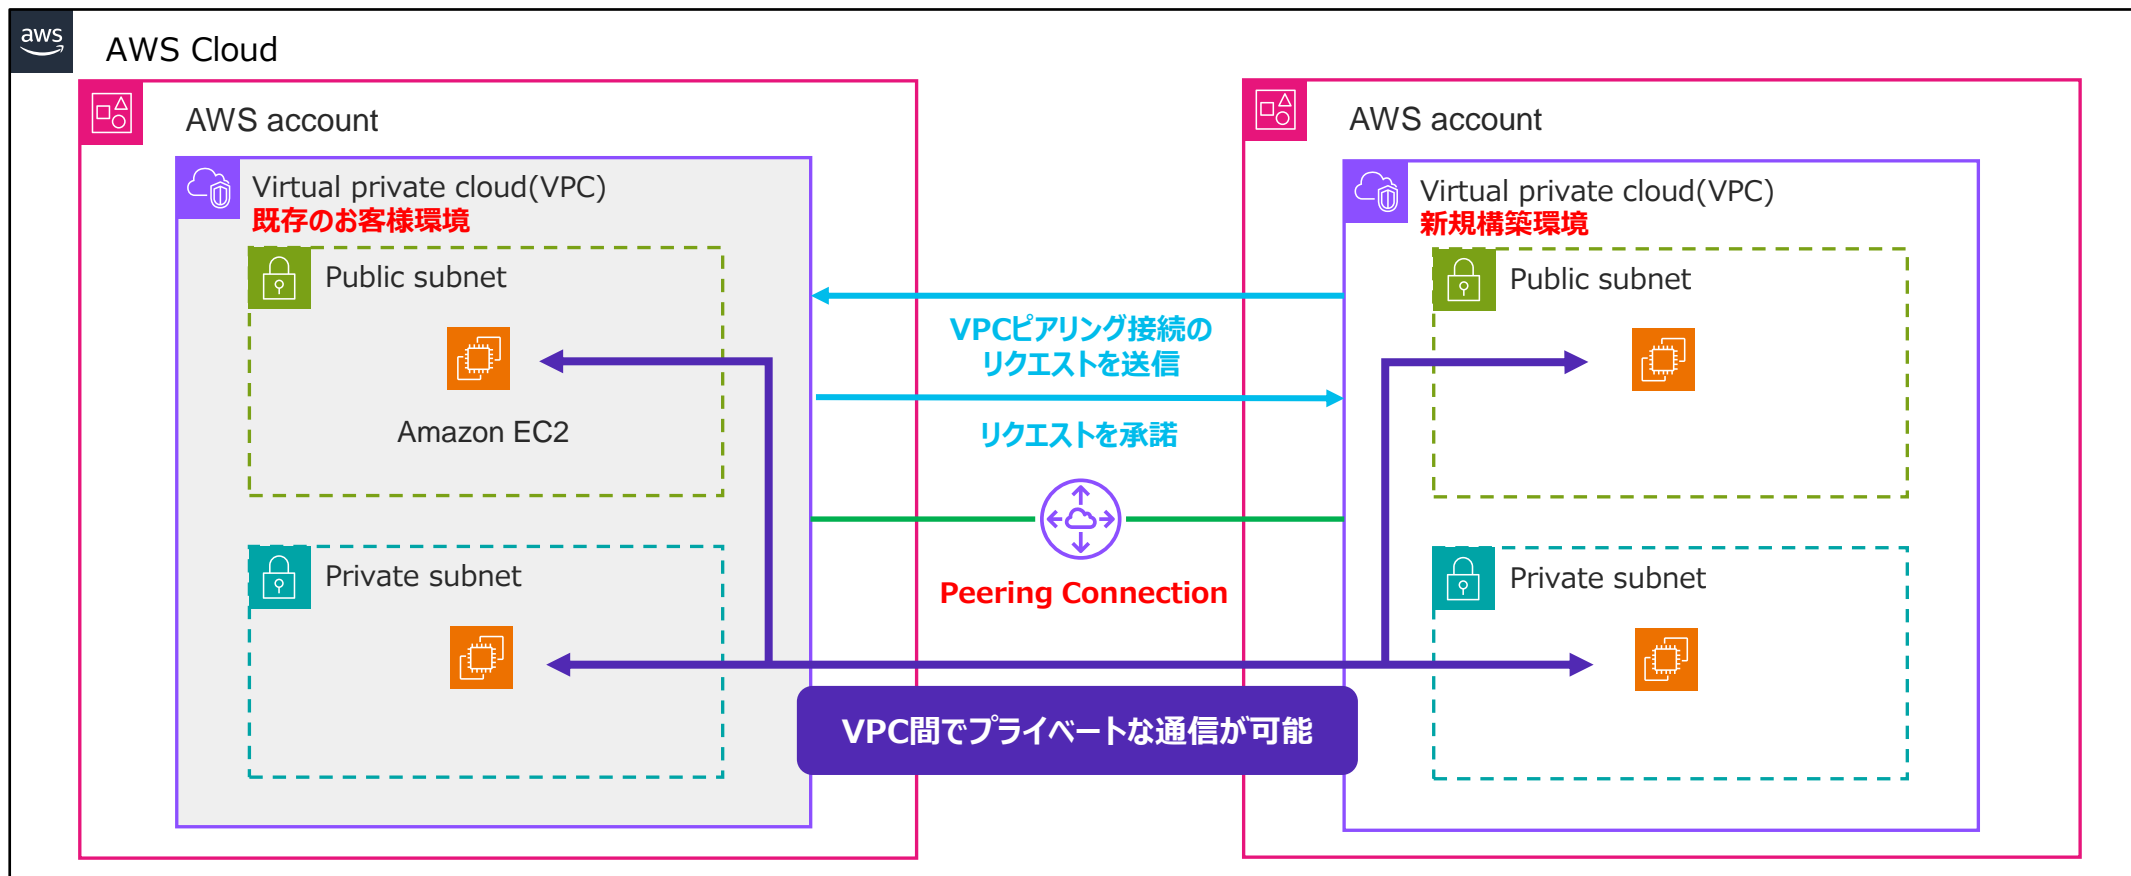 aws
AWS Cloud
AWS account
Virtual private cloud(VPC)
既存のお客様環境
Public subnet
Amazon EC2
Private subnet
VPCピアリング接続の
リクエストを送信
リクエストを承諾
Peering Connection
VPC間でプライベートな通信が可能
AWS account
Virtual private cloud(VPC)
新規構築環境
Public subnet
Private subnet